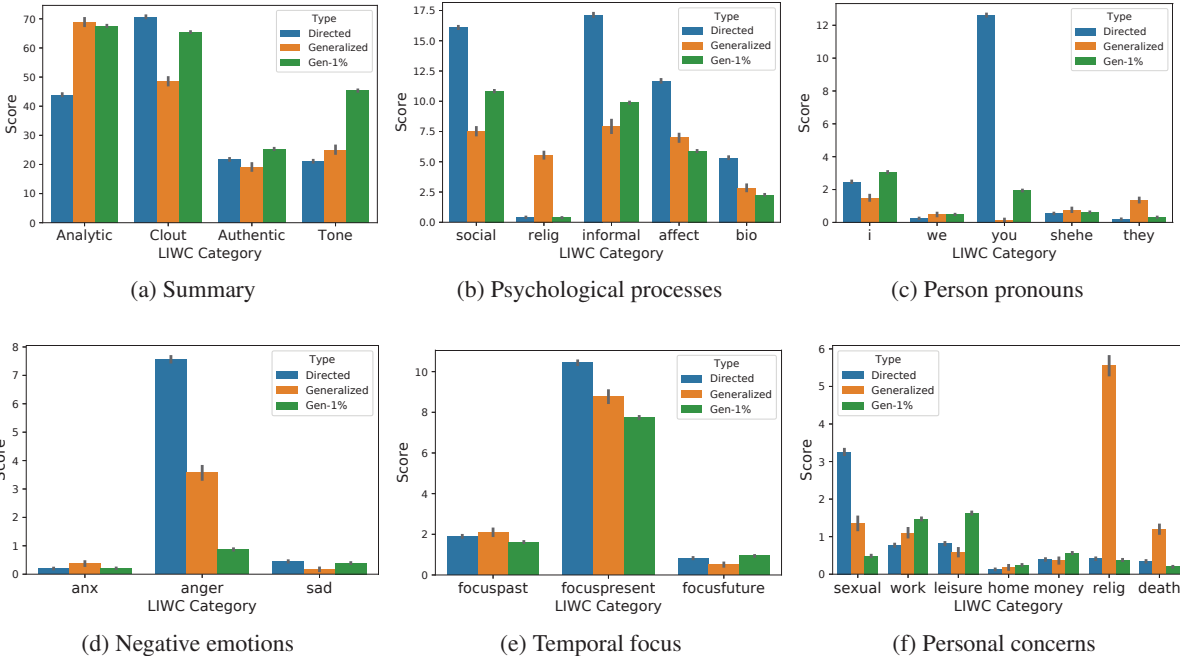 70
60
50
40
30
20
10
0
Score
Type
Directed
Generalized
Gen-1%
Analytic Clout Authentic Tone
LIWC Category
(a) Summary
17.5
15.0
12.5
10.0
7.5
5.0
2.5
0.0
Score
Type
Directed
Generalized
Gen-1%
social relig informal affect bio
LIWC Category
(b) Psychological processes
12
10
8
6
4
2
0
Score
Type
Directed
Generalized
Gen-1%
i we you shehe they
LIWC Category
(c) Person pronouns
8
7
6
5
4
3
2
1
0
Score
Type
Directed
Generalized
Gen-1%
anx anger sad
LIWC Category
(d) Negative emotions
10
8
6
4
2
0
Score
Type
Directed
Generalized
Gen-1%
focuspast focuspresent focusfuture
LIWC Category
(e) Temporal focus
6
5
4
3
2
1
0
Score
Type
Directed
Generalized
Gen-1%
sexual work leisure home money relig death
LIWC Category
(f) Personal concerns